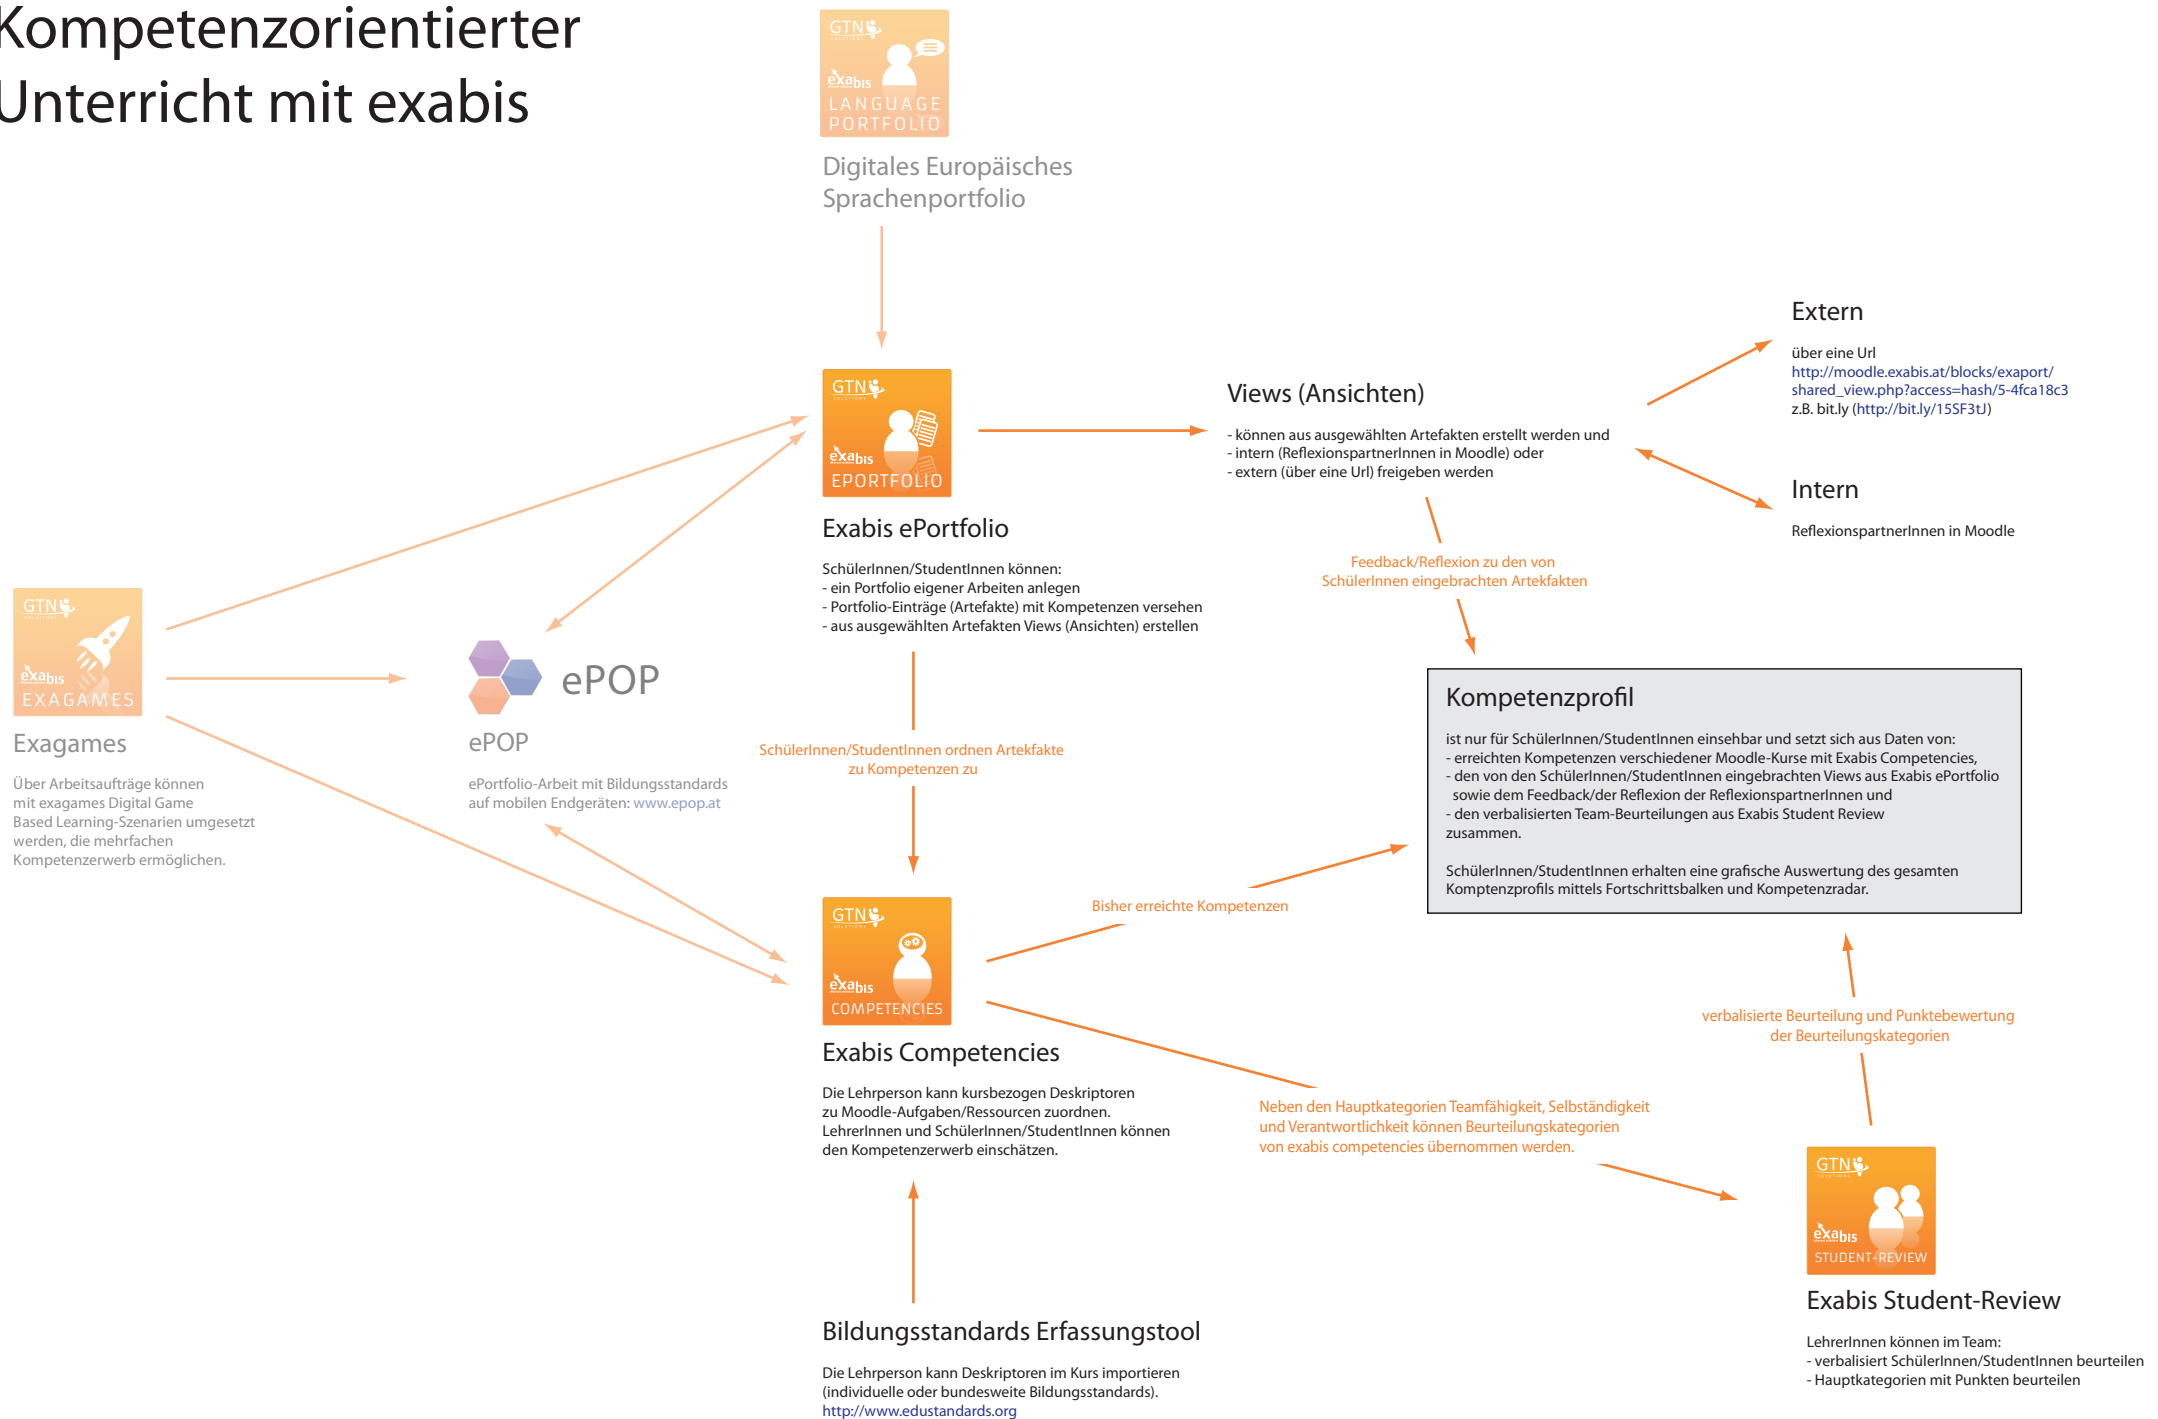 Kompetenzorientierter
Unterricht mit exabis
GTN
SOLUTIONS
exabis
LANGUAGE
PORTFOLIO
Digitales Europäisches
Sprachenportfolio
GTN
SOLUTIONS
exabis
EPORTFOLIO
Exabis ePortfolio
SchülerInnen/StudentInnen können:
- ein Portfolio eigener Arbeiten anlegen
- Portfolio-Einträge (Artefakte) mit Kompetenzen versehen
- aus ausgewählten Artefakten Views (Ansichten) erstellen
Views (Ansichten)
- können aus ausgewählten Artefakten erstellt werden und
- intern (ReflexionspartnerInnen in Moodle) oder
- extern (über eine Url) freigeben werden
Extern
über eine Url
http://moodle.exabis.at/blocks/exaport/
shared_view.php?access=hash/5-4fca18c3
z.B. bit.ly (http://bit.ly/15SF3tJ)
Intern
ReflexionspartnerInnen in Moodle
Feedback/Reflexion zu den von
SchülerInnen eingebrachten Artekfakten
GTN
SOLUTIONS
exabis
EXAGAMES
Exagames
Über Arbeitsaufträge können
mit exagames Digital Game
Based Learning-Szenarien umgesetzt
werden, die mehrfachen
Kompetenzerwerb ermöglichen.
ePOP
ePOP
ePortfolio-Arbeit mit Bildungsstandards
auf mobilen Endgeräten: www.epop.at
SchülerInnen/StudentInnen ordnen Artekfakte
zu Kompetenzen zu
Kompetenzprofil
ist nur für SchülerInnen/StudentInnen einsehbar und setzt sich aus Daten von:
- erreichten Kompetenzen verschiedener Moodle-Kurse mit Exabis Competencies,
- den von den SchülerInnen/StudentInnen eingebrachten Views aus Exabis ePortfolio
sowie dem Feedback/der Reflexion der ReflexionspartnerInnen und
- den verbalisierten Team-Beurteilungen aus Exabis Student Review
zusammen.
SchülerInnen/StudentInnen erhalten eine grafische Auswertung des gesamten
Komptenzprofils mittels Fortschrittsbalken und Kompetenzradar.
Bisher erreichte Kompetenzen
GTN
SOLUTIONS
exabis
COMPETENCIES
Exabis Competencies
Die Lehrperson kann kursbezogen Deskriptoren
zu Moodle-Aufgaben/Ressourcen zuordnen.
LehrerInnen und SchülerInnen/StudentInnen können
den Kompetenzerwerb einschätzen.
verbalisierte Beurteilung und Punktebewertung
der Beurteilungskategorien
Neben den Hauptkategorien Teamfähigkeit, Selbständigkeit
und Verantwortlichkeit können Beurteilungskategorien
von exabis competencies übernommen werden.
GTN
SOLUTIONS
exabis
STUDENT-REVIEW
Exabis Student-Review
LehrerInnen können im Team:
- verbalisiert SchülerInnen/StudentInnen beurteilen
- Hauptkategorien mit Punkten beurteilen
Bildungsstandards Erfassungstool
Die Lehrperson kann Deskriptoren im Kurs importieren
(individuelle oder bundesweite Bildungsstandards).
http://www.edustandards.org